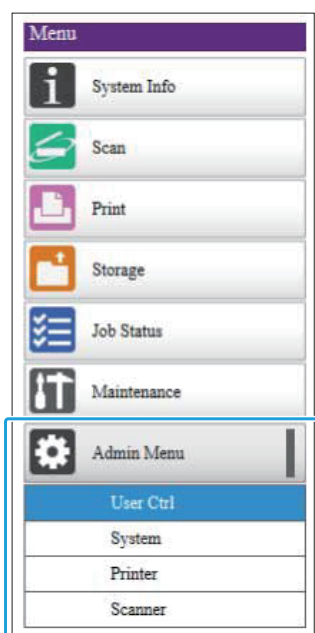 Menu
System Info
Scan
Print
Storage
Job Status
Maintenance
Admin Menu
User Ctrl
System
Printer
Scanner